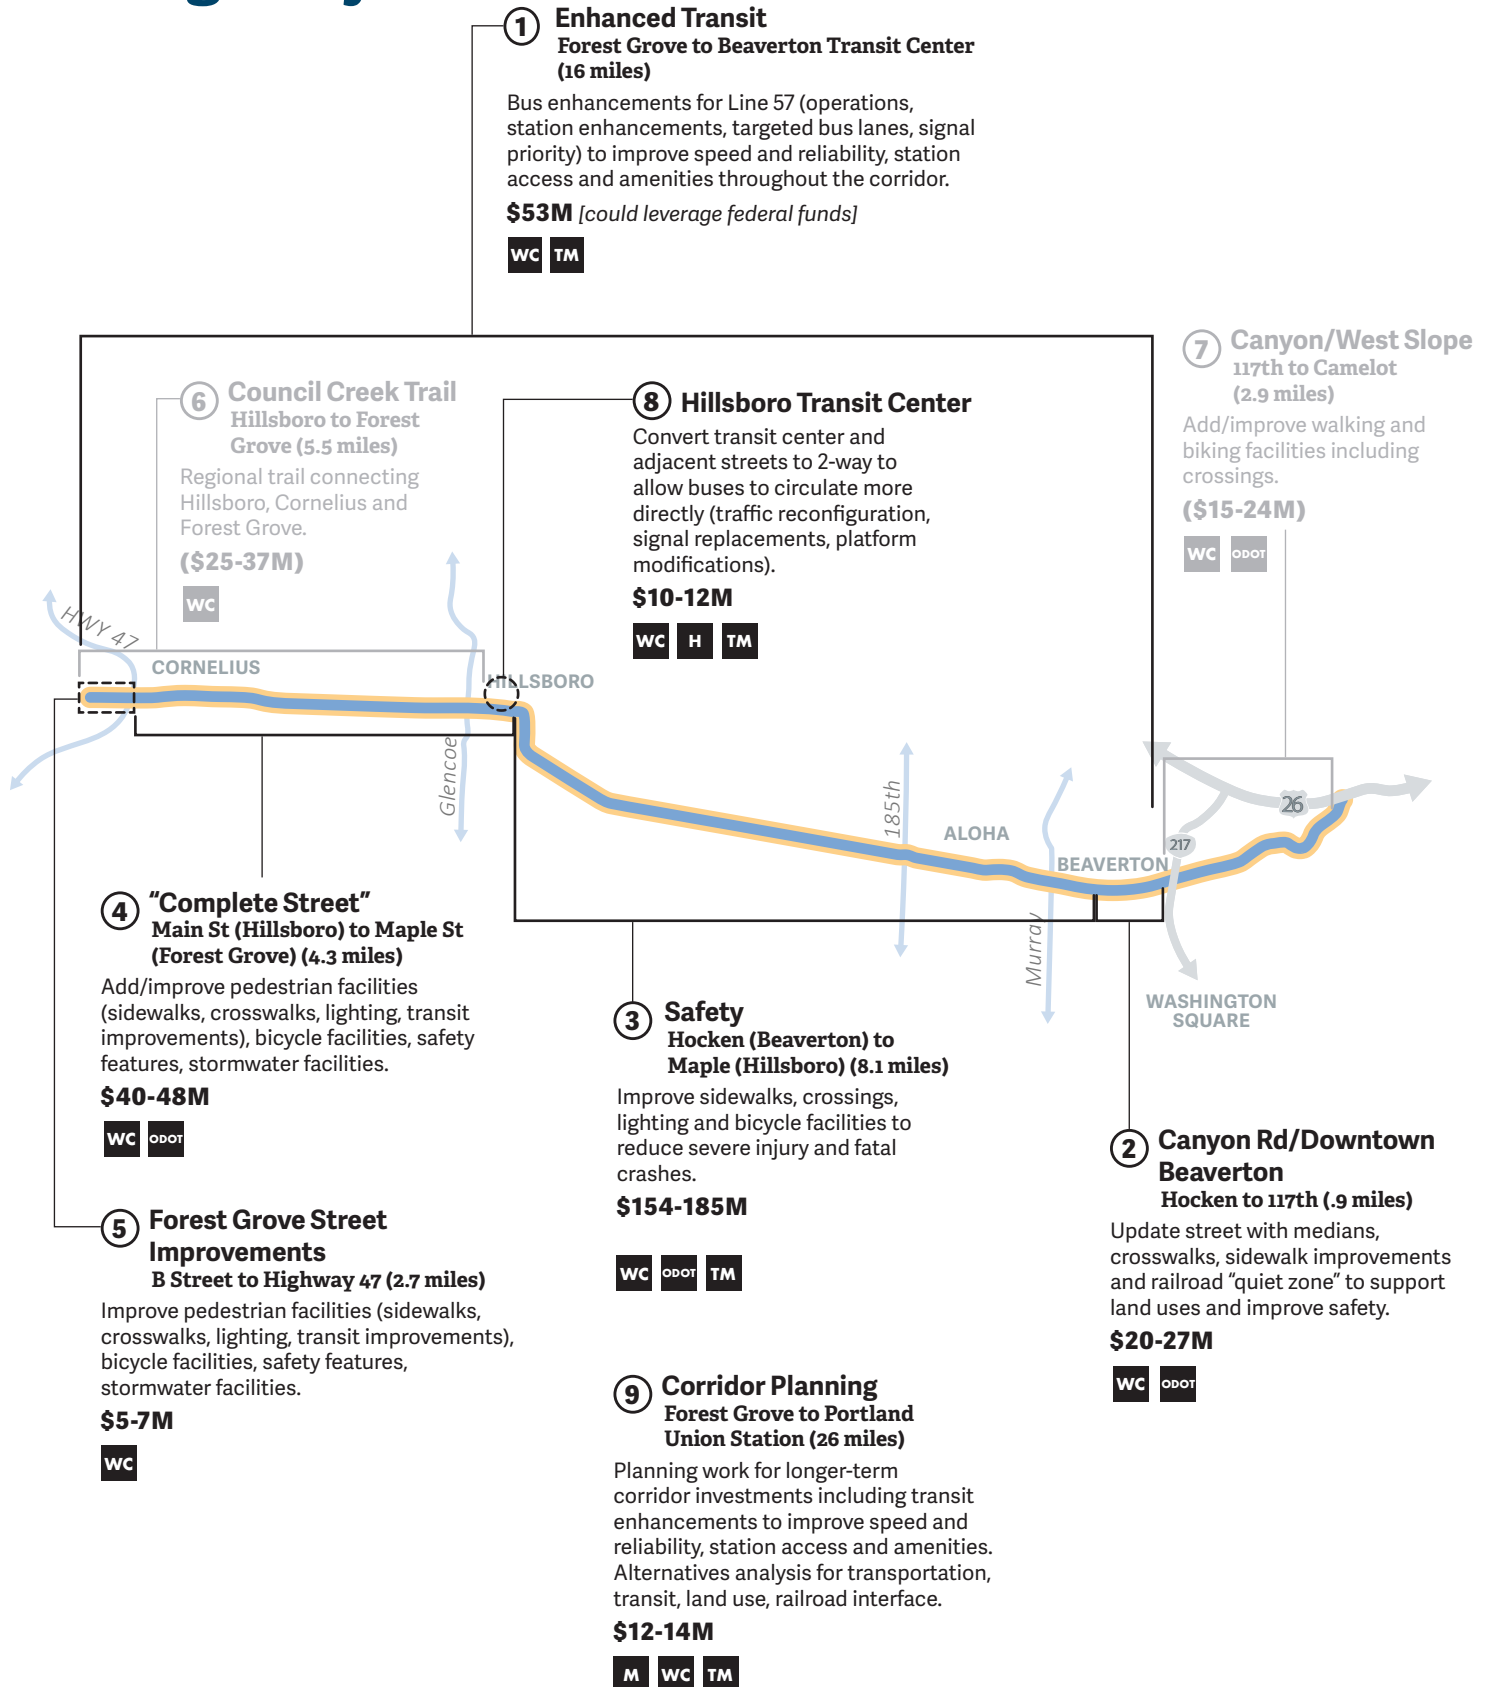 1 Enhanced Transit
Forest Grove to Beaverton Transit Center
(16 miles)
Bus enhancements for Line 57 (operations,
station enhancements, targeted bus lanes, signal
priority) to improve speed and reliability, station
access and amenities throughout the corridor.
$53M [could leverage federal funds]
WC TM
6 Council Creek Trail
Hillsboro to Forest
Grove (5.5 miles)
Regional trail connecting
Hillsboro, Cornelius and
Forest Grove.
($25-37M)
WC
8 Hillsboro Transit Center
Convert transit center and
adjacent streets to 2-way to
allow buses to circulate more
directly (traffic reconfiguration,
signal replacements, platform
modifications).
$10-12M
WC H TM
7 Canyon/West Slope
117th to Camelot
(2.9 miles)
Add/improve walking and
biking facilities including
crossings.
($15-24M)
WC ODOT
HWY 47
CORNELIUS
HILLSBORO
Glencoe
185th
ALOHA
Murray
BEAVERTON
217
26
WASHINGTON
SQUARE
4 “Complete Street”
Main St (Hillsboro) to Maple St
(Forest Grove) (4.3 miles)
Add/improve pedestrian facilities
(sidewalks, crosswalks, lighting, transit
improvements), bicycle facilities, safety
features, stormwater facilities.
$40-48M
WC ODOT
5 Forest Grove Street
Improvements
B Street to Highway 47 (2.7 miles)
Improve pedestrian facilities (sidewalks,
crosswalks, lighting, transit improvements),
bicycle facilities, safety features,
stormwater facilities.
$5-7M
WC
3 Safety
Hocken (Beaverton) to
Maple (Hillsboro) (8.1 miles)
Improve sidewalks, crossings,
lighting and bicycle facilities to
reduce severe injury and fatal
crashes.
$154-185M
WC ODOT TM
9 Corridor Planning
Forest Grove to Portland
Union Station (26 miles)
Planning work for longer-term
corridor investments including transit
enhancements to improve speed and
reliability, station access and amenities.
Alternatives analysis for transportation,
transit, land use, railroad interface.
$12-14M
M WC TM
2 Canyon Rd/Downtown
Beaverton
Hocken to 117th (.9 miles)
Update street with medians,
crosswalks, sidewalk improvements
and railroad “quiet zone” to support
land uses and improve safety.
$20-27M
WC ODOT